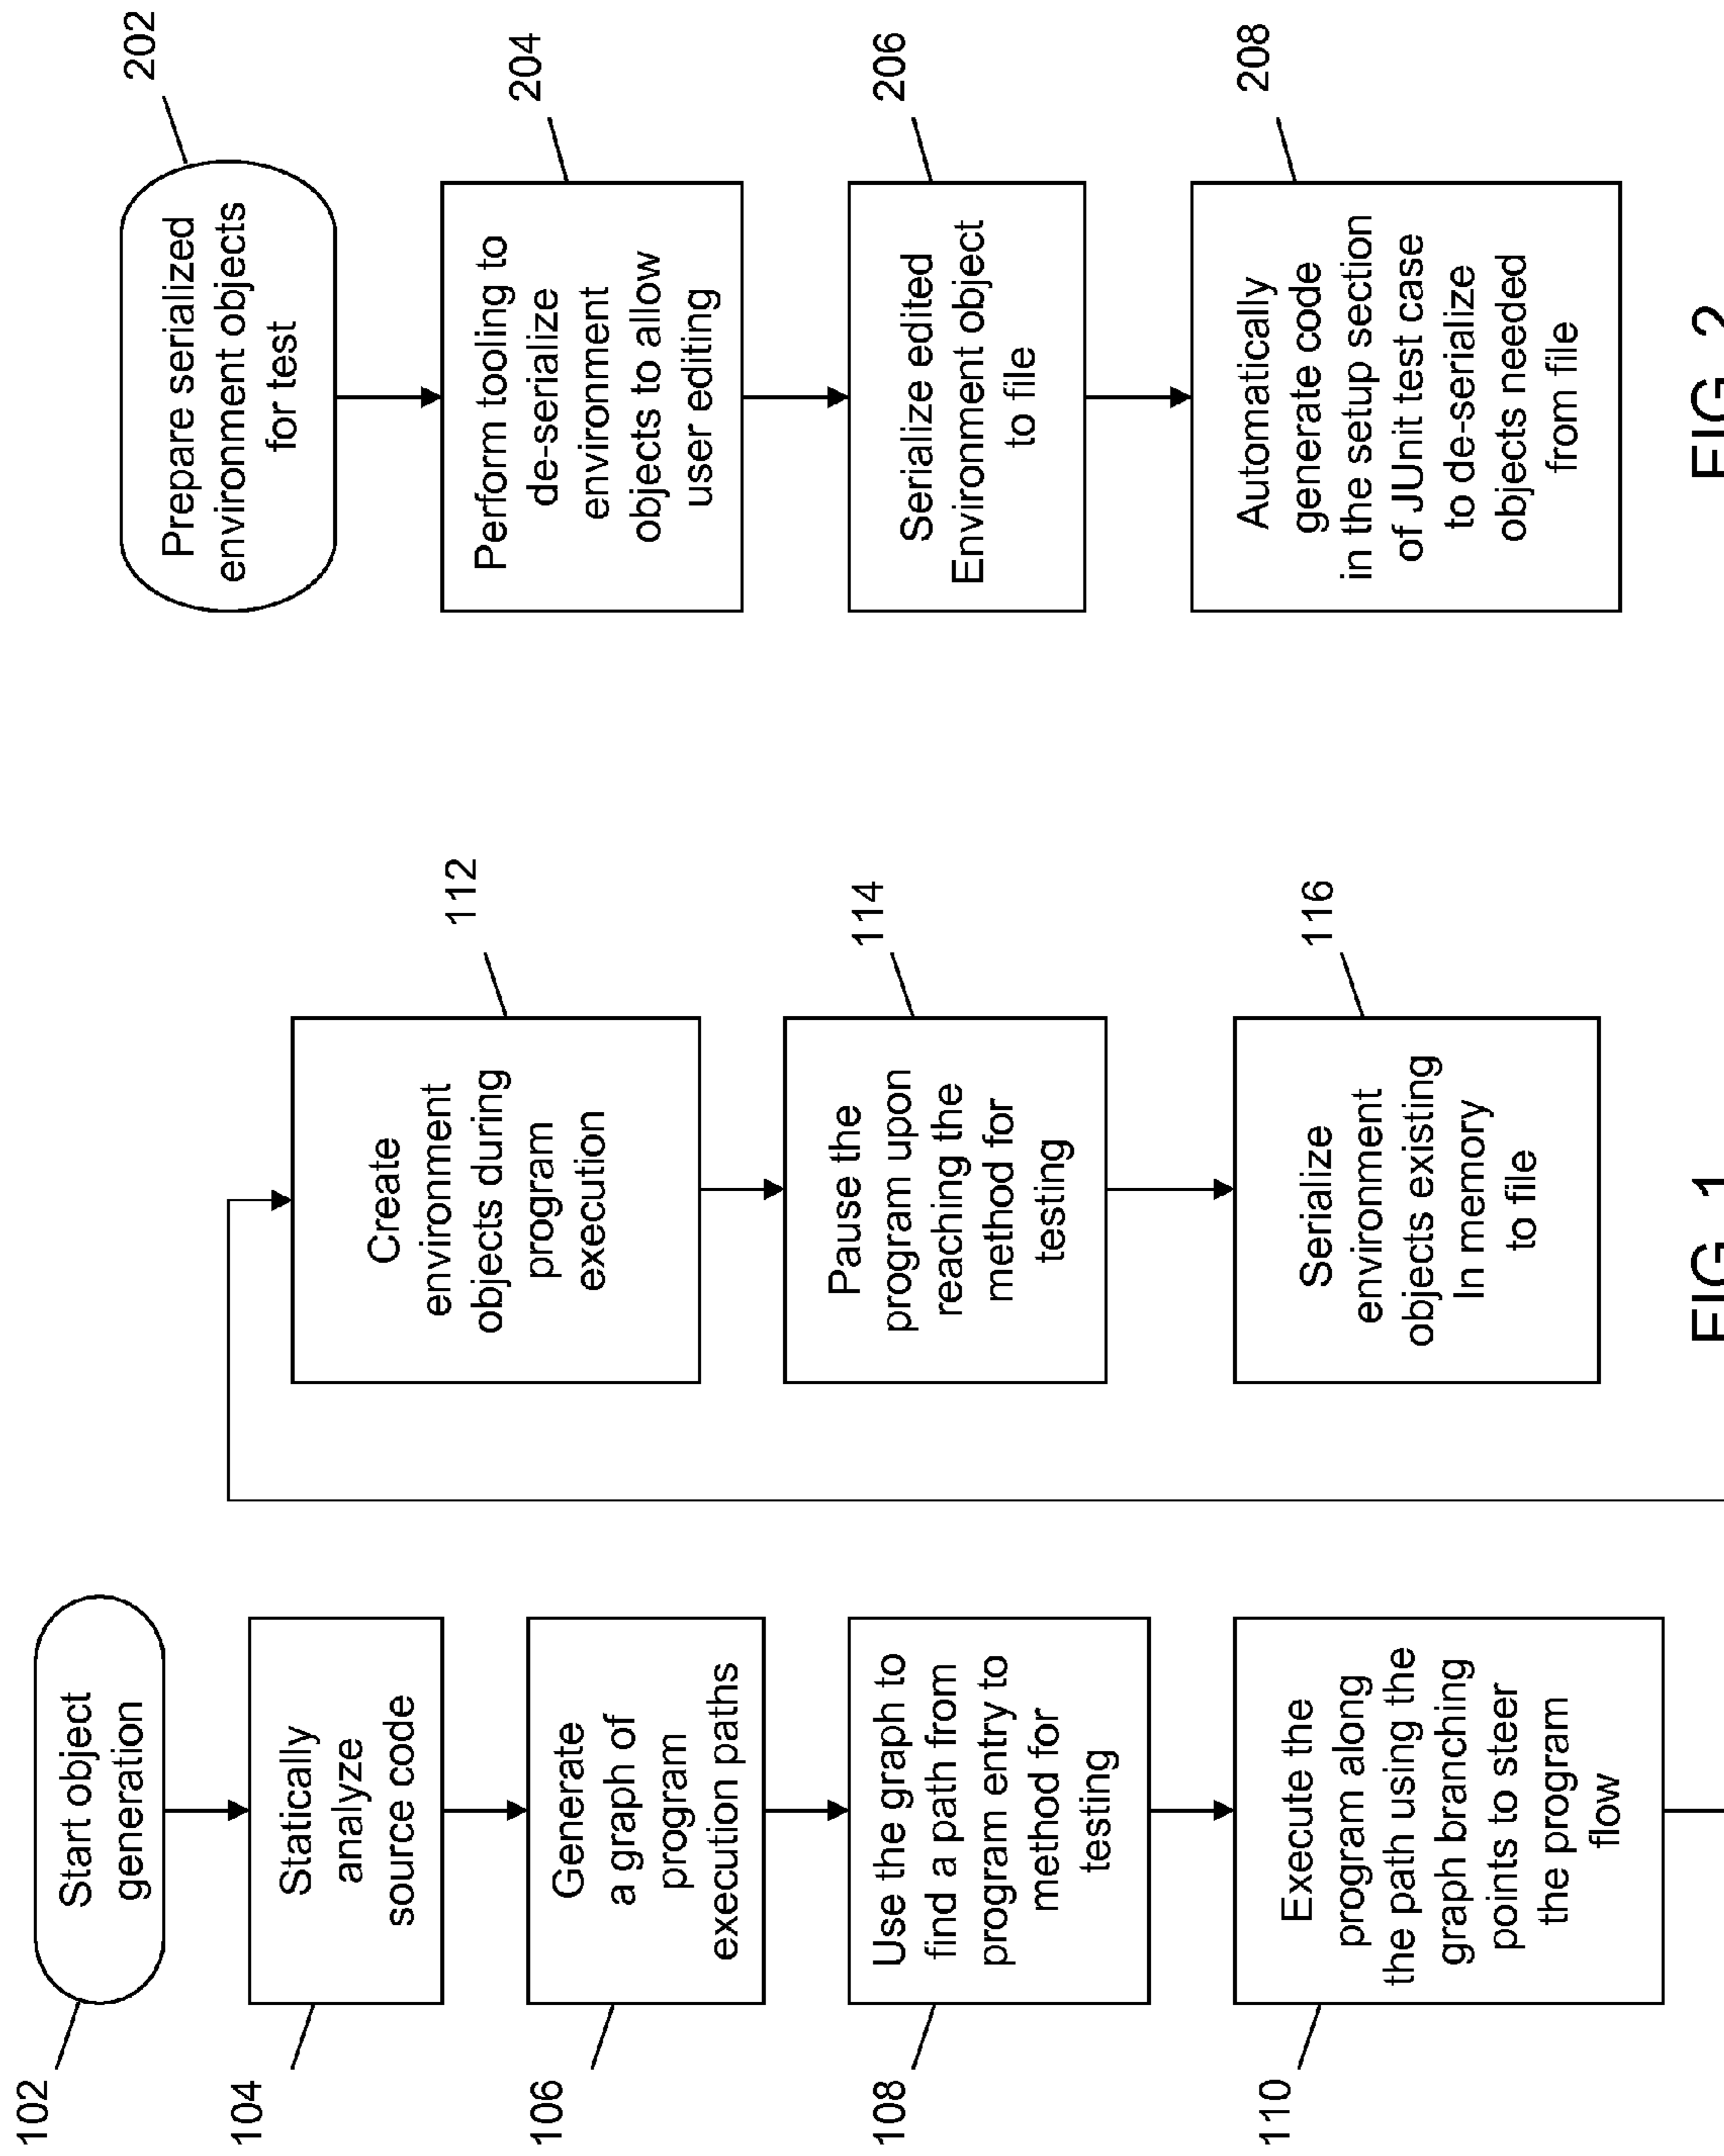 102
Start object
generation
104
Statically
analyze
source code
106
Generate
a graph of
program
execution paths
108
Use the graph to
find a path from
program entry to
method for
testing
110
Execute the
program along
the path using the
graph branching
points to steer
the program
flow
112
Create
environment
objects during
program
execution
114
Pause the
program upon
reaching the
method for
testing
116
Serialize
environment
objects existing
In memory
to file
FIG. 1
202
Prepare serialized
environment objects
for test
204
Perform tooling to
de-serialize
environment
objects to allow
user editing
206
Serialize edited
Environment object
to file
208
Automatically
generate code
in the setup section
of JUnit test case
to de-serialize
objects needed
from file
FIG. 2